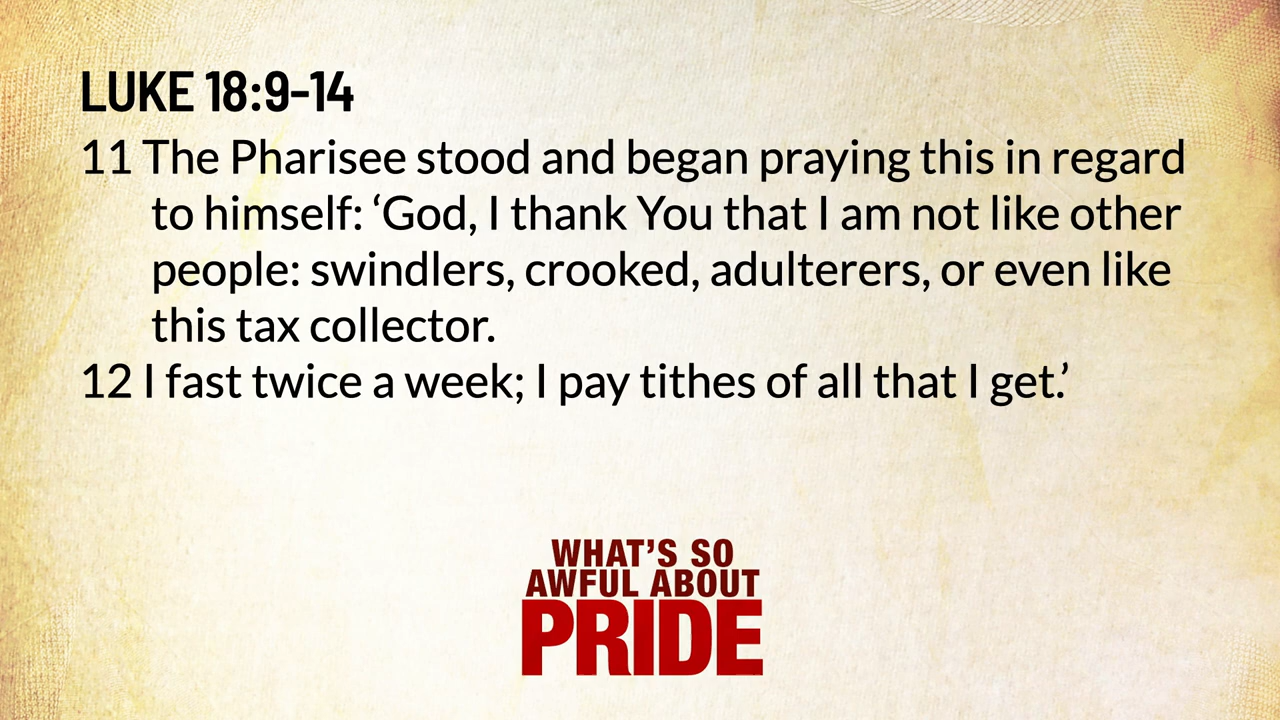 LUKE 18:9-14
11 The Pharisee stood and began praying this in regard
to himself: ‘God, I thank You that I am not like other
people: swindlers, crooked, adulterers, or even like
this tax collector.
12 I fast twice a week; I pay tithes of all that I get.’
WHAT’S SO
AWFUL ABOUT
PRIDE